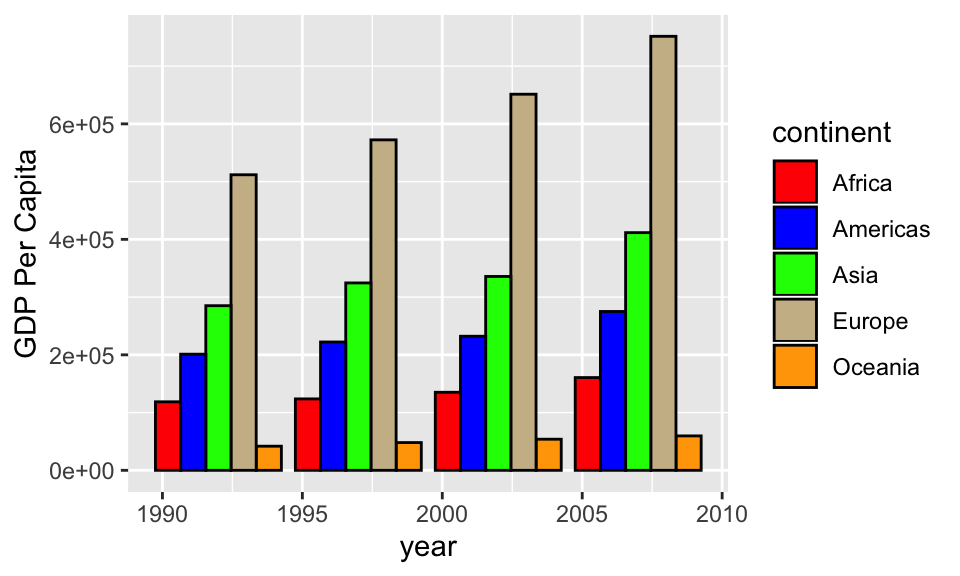 GDP Per Capita
6e+05
4e+05
2e+05
0e+00
1990 1995 2000 2005 2010
year
continent
Africa
Americas
Asia
Europe
Oceania